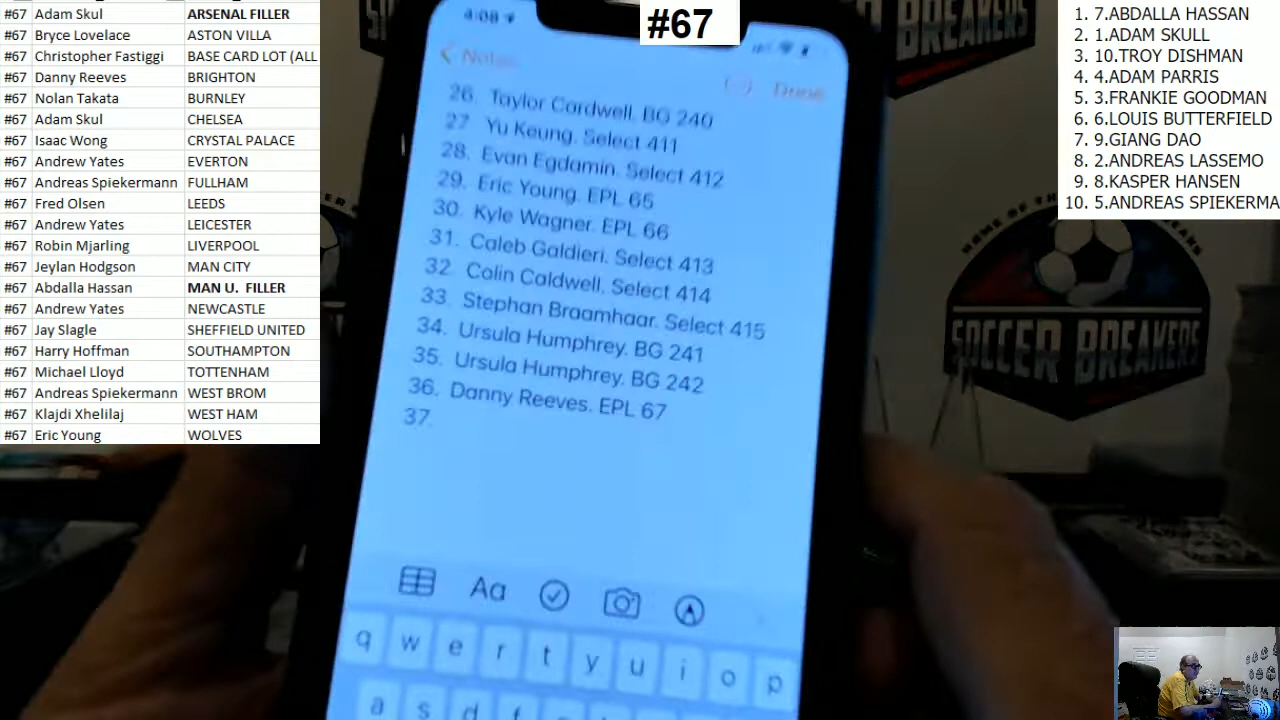 #67 Adam Skul ARSENAL FILLER
#67 Bryce Lovelace ASTON VILLA
#67 Christopher Fastiggi BASE CARD LOT (ALL
#67 Danny Reeves BRIGHTON
#67 Nolan Takata BURNLEY
#67 Adam Skul CHELSEA
#67 Isaac Wong CRYSTAL PALACE
#67 Andrew Yates EVERTON
#67 Andreas Spiekermann FULLHAM
#67 Fred Olsen LEEDS
#67 Andrew Yates LEICESTER
#67 Robin Mjarling LIVERPOOL
#67 Jeylan Hodgson MAN CITY
#67 Abdalla Hassan MAN U. FILLER
#67 Andrew Yates NEWCASTLE
#67 Jay Slagle SHEFFIELD UNITED
#67 Harry Hoffman SOUTHAMPTON
#67 Michael Lloyd TOTTENHAM
#67 Andreas Spiekermann WEST BROM
#67 Klajdi Xhelilaj WEST HAM
#67 Eric Young WOLVES
#67
4:08
Notes
Done
26. Taylor Cardwell. BG 240
27 Yu Keung. Select 411
28. Evan Egdamin. Select 412
29. Eric Young. EPL 65
30. Kyle Wagner. EPL 66
31. Caleb Galdieri. Select 413
32. Colin Caldwell. Select 414
33. Stephan Braamhaar. Select 415
34. Ursula Humphrey. BG 241
35. Ursula Humphrey. BG 242
36. Danny Reeves. EPL 67
37.
Aa
q w e r t y u i o p
a s d
1. 7.ABDALLA HASSAN
2. 1.ADAM SKULL
3. 10.TROY DISHMAN
4. 4.ADAM PARRIS
5. 3.FRANKIE GOODMAN
6. 6.LOUIS BUTTERFIELD
7. 9.GIANG DAO
8. 2.ANDREAS LASSEMO
9. 8.KASPER HANSEN
10. 5.ANDREAS SPIEKERMA
BREAKERS
HOME OF THE
SOCCER BREAKERS